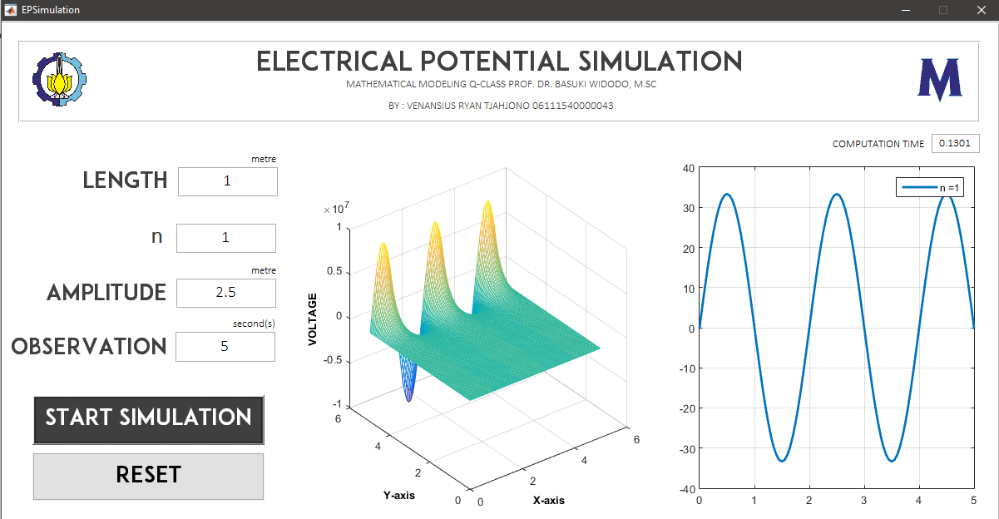 EPSimulation
ELECTRICAL POTENTIAL SIMULATION
MATHEMATICAL MODELING Q-CLASS PROF. DR. BASUKI WIDODO, M.SC
BY : VENANSIUS RYAN TJAHJONO 06111540000043
M
COMPUTATION TIME 0.1301
metre
LENGTH 1
n 1
metre
AMPLITUDE 2.5
second(s)
OBSERVATION 5
START SIMULATION
RESET
×10^7
1
0.5
0
-0.5
-1
VOLTAGE
6
4
2
0
Y-axis
0
2
4
6
X-axis
n =1
40
30
20
10
0
-10
-20
-30
-40
0 1 2 3 4 5